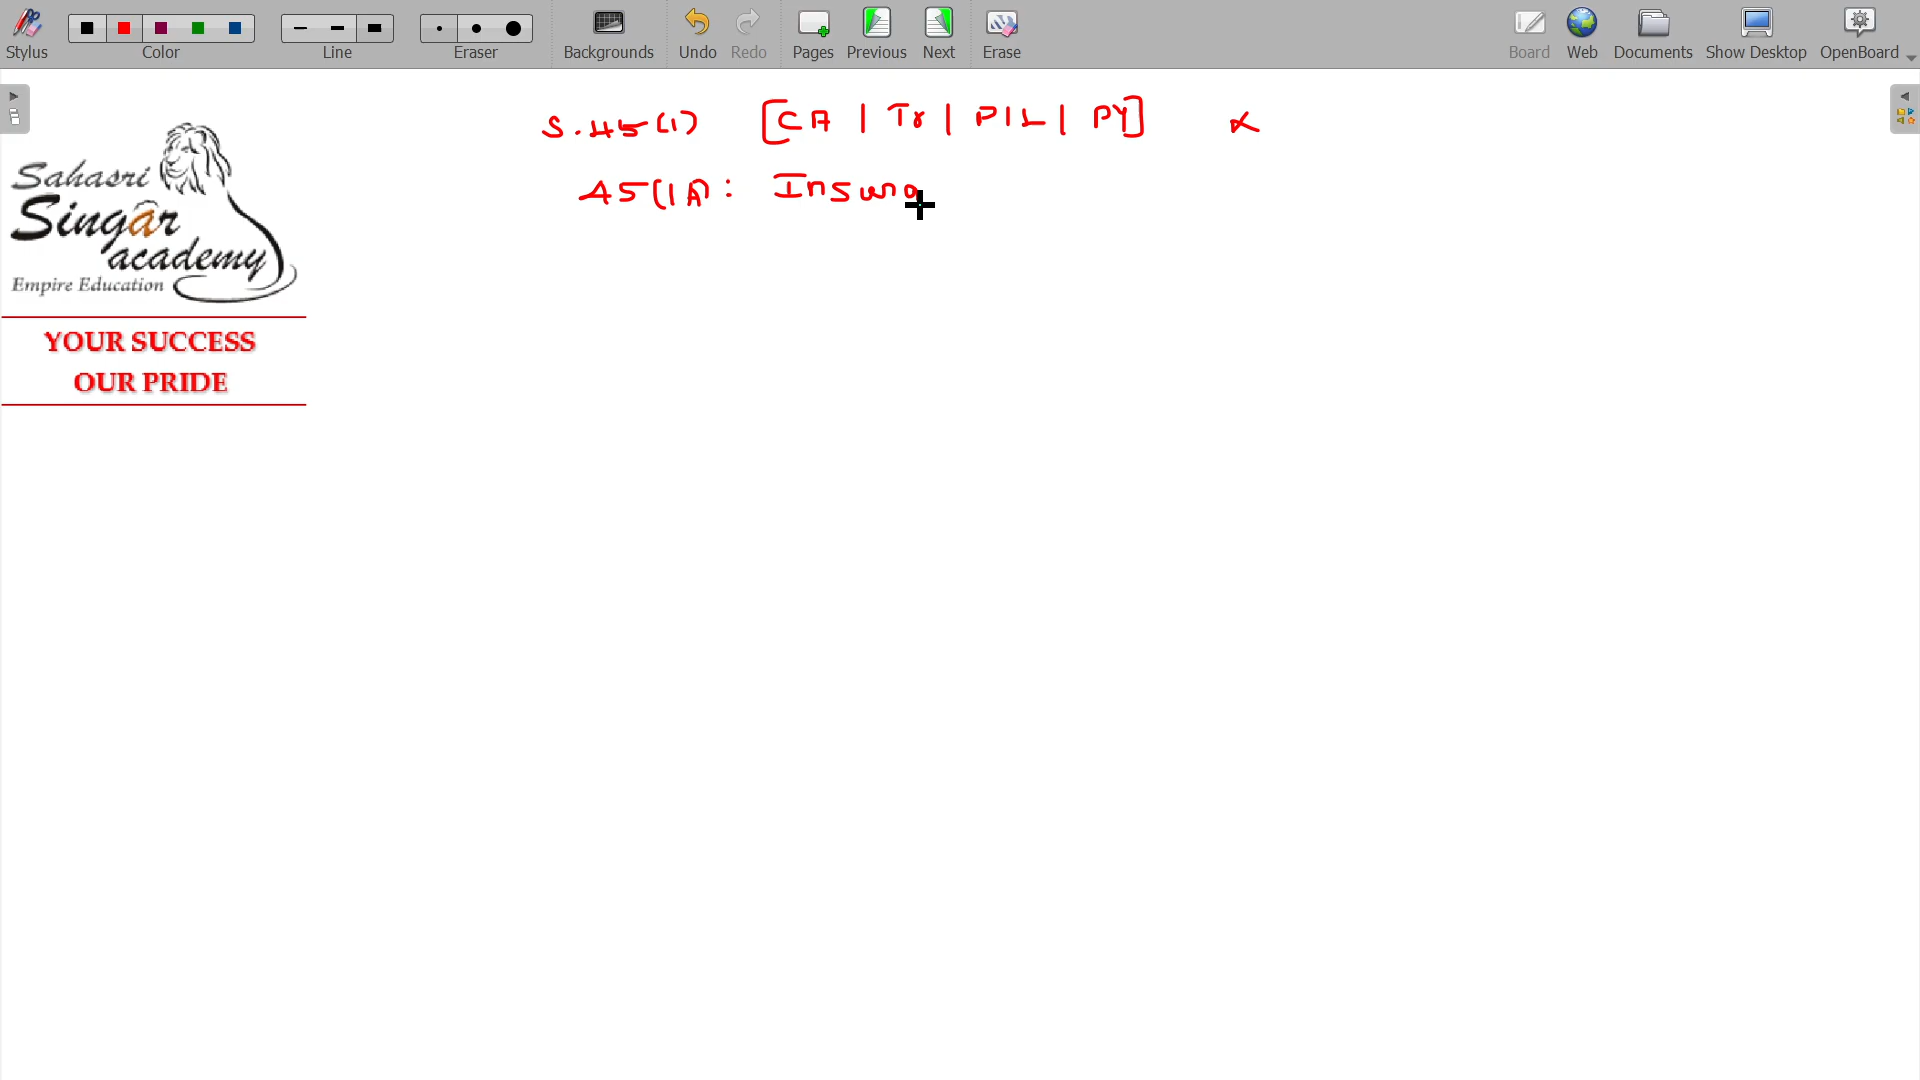 Stylus
Color
Line
Eraser
Backgrounds
Undo
Redo
Pages
Previous
Next
Erase
Board
Web
Documents
Show Desktop
OpenBoard
Sahasri
Singar
academy
Empire Education
YOUR SUCCESS
OUR PRIDE
S.45(1) [CA | Tr | P/L | PY] x
45(1A): Insura